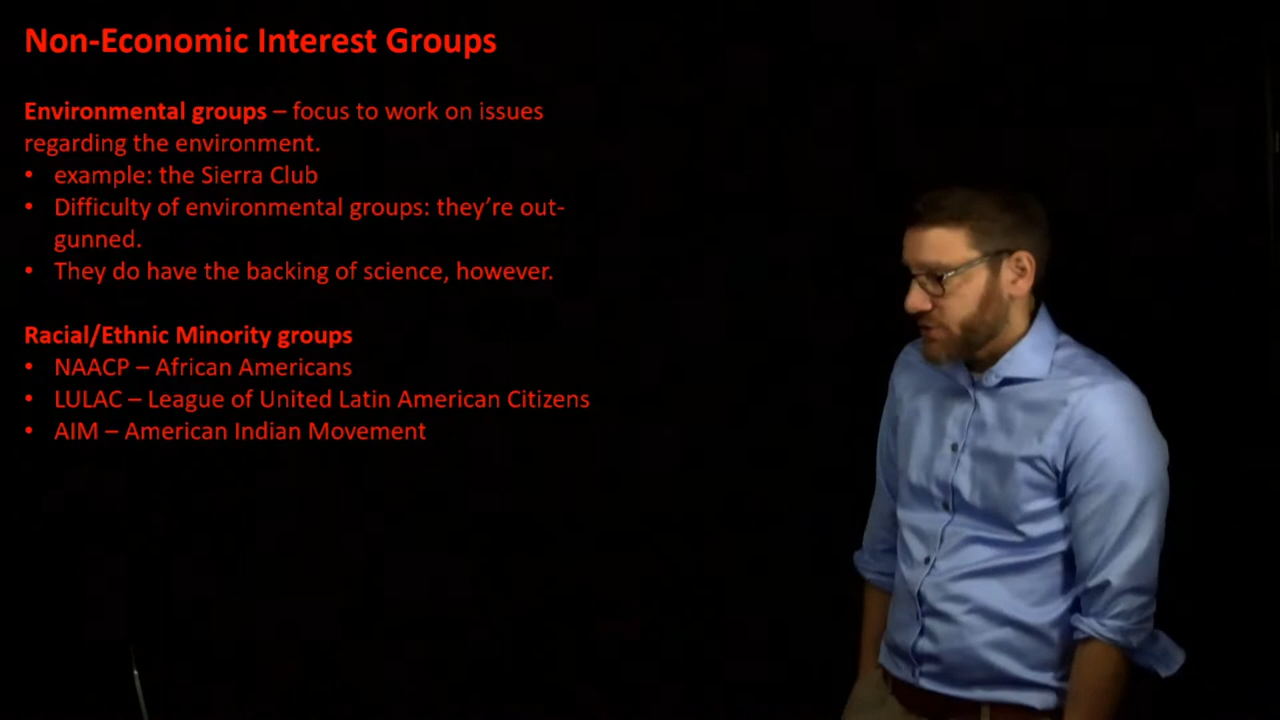 Non-Economic Interest Groups
Environmental groups – focus to work on issues
regarding the environment.
• example: the Sierra Club
• Difficulty of environmental groups: they’re out-
gunned.
• They do have the backing of science, however.
Racial/Ethnic Minority groups
• NAACP – African Americans
• LULAC – League of United Latin American Citizens
• AIM – American Indian Movement